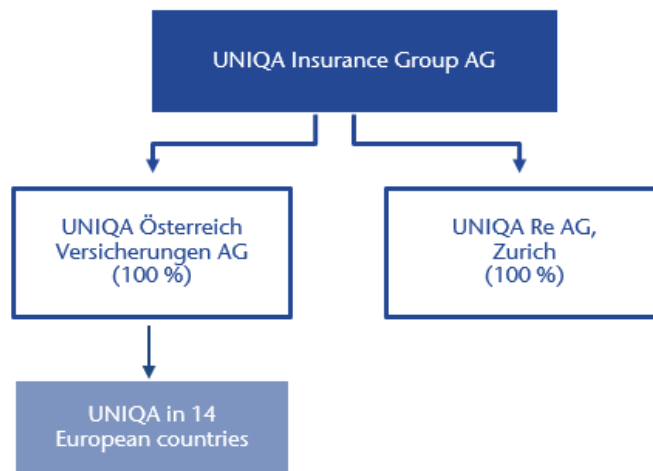 UNIQA Insurance Group AG
UNIQA Österreich
Versicherungen AG
(100 %)
UNIQA Re AG,
Zurich
(100 %)
UNIQA in 14
European countries